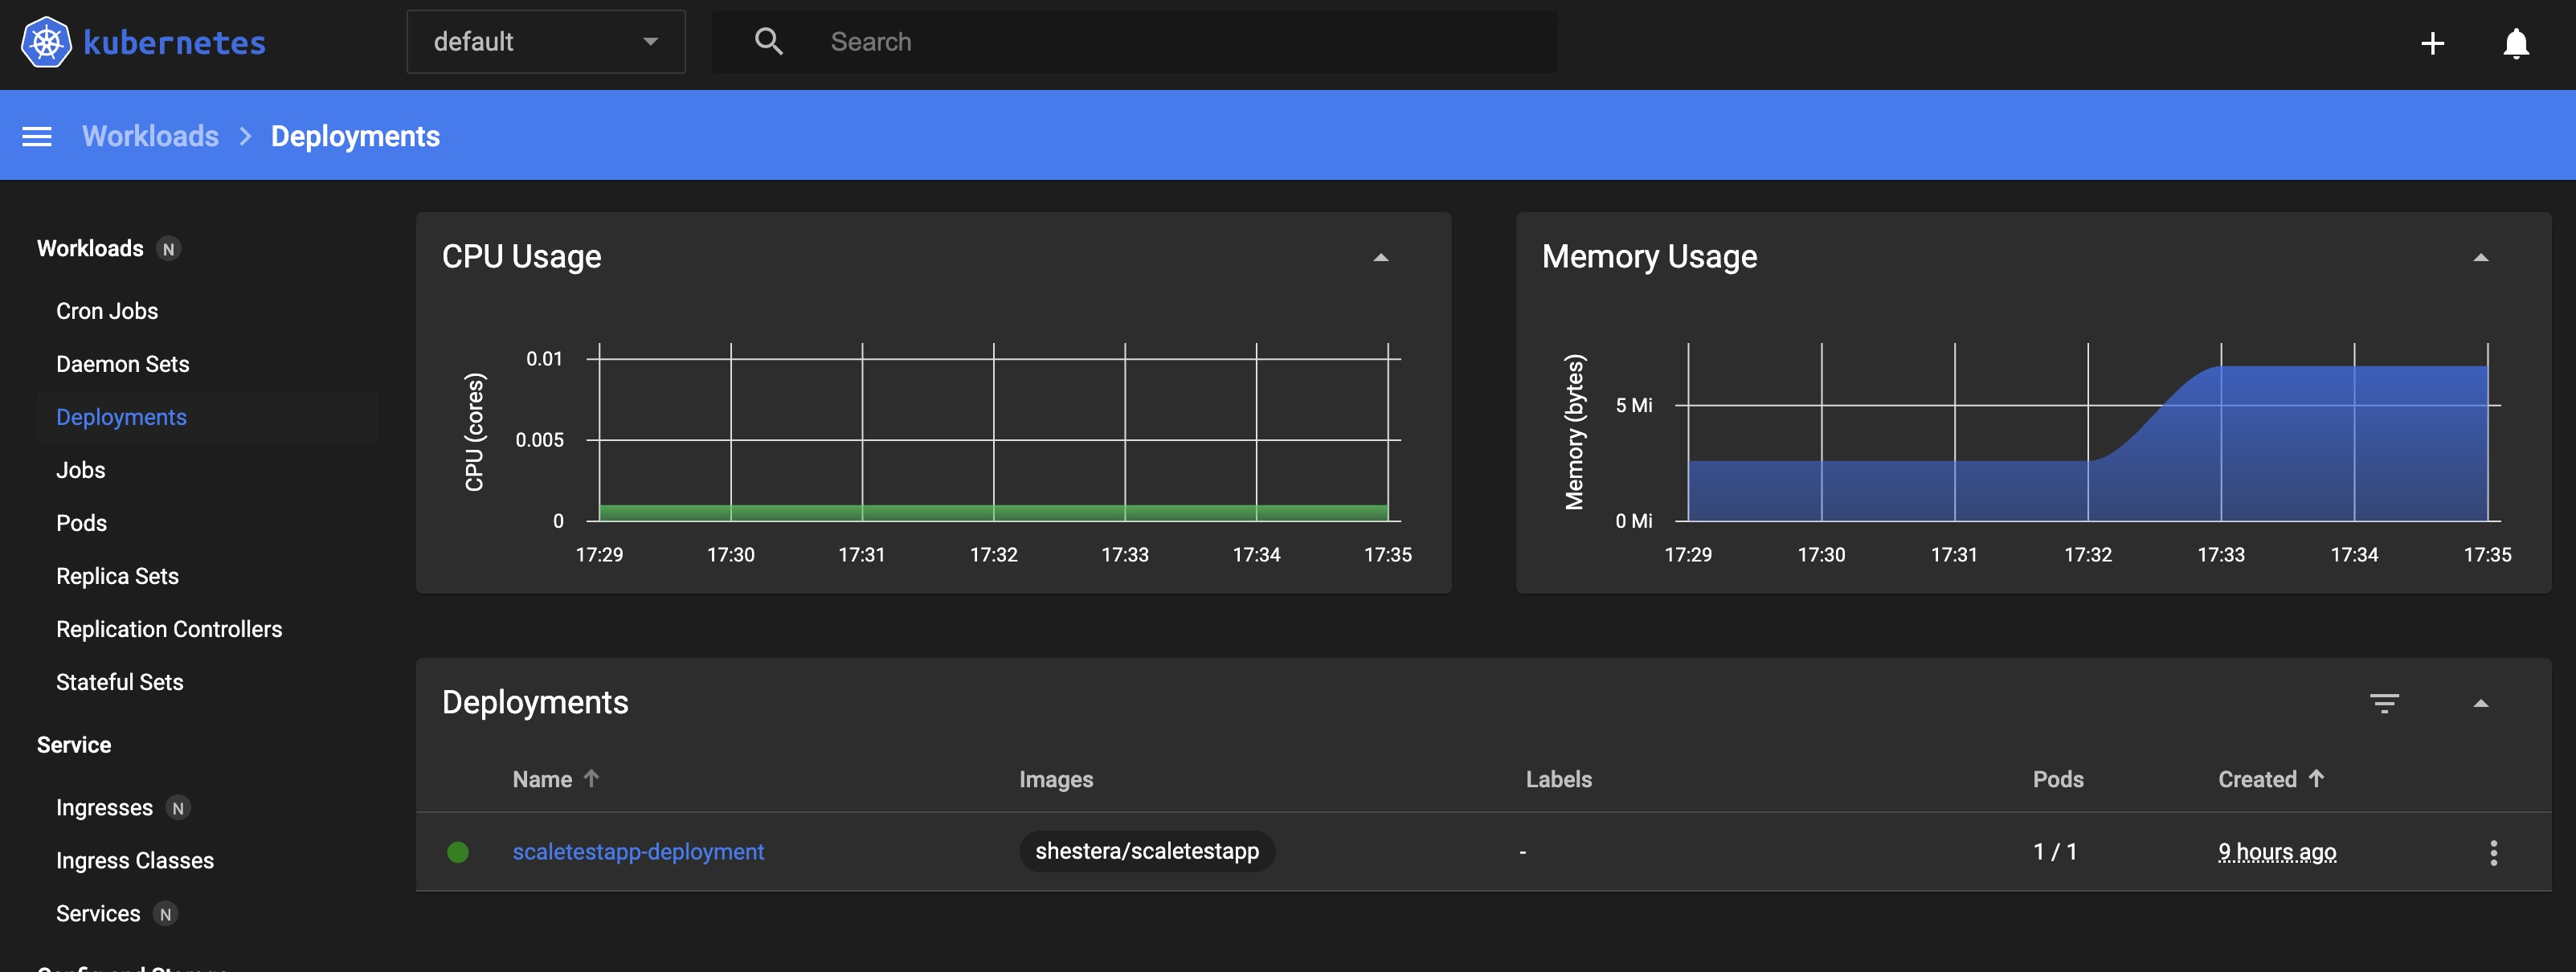 kubernetes
default
Search
Workloads
Deployments
Workloads N
Cron Jobs
Daemon Sets
Deployments
Jobs
Pods
Replica Sets
Replication Controllers
Stateful Sets
Service
Ingresses N
Ingress Classes
Services N
CPU Usage
CPU (cores)
0.01
0.005
0
17:29 17:30 17:31 17:32 17:33 17:34 17:35
Memory Usage
Memory (bytes)
5 Mi
0 Mi
17:29 17:30 17:31 17:32 17:33 17:34 17:35
Deployments
Name Images Labels Pods Created
scaletestapp-deployment shestera/scaletestapp - 1 / 1 9 hours ago